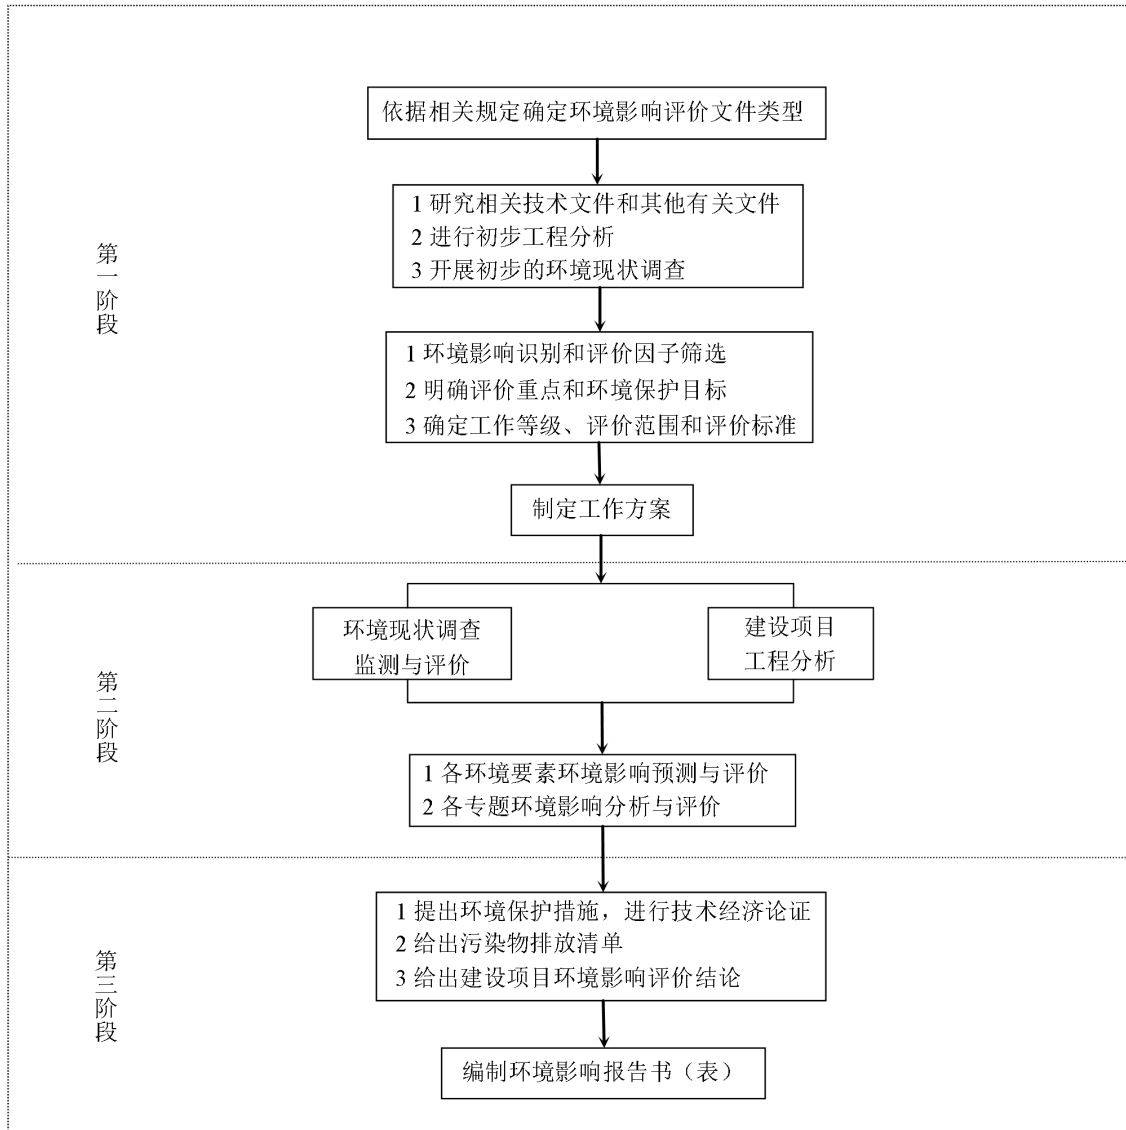 依据相关规定确定环境影响评价文件类型
1 研究相关技术文件和其他有关文件
2 进行初步工程分析
3 开展初步的环境现状调查
第一阶段
1 环境影响识别和评价因子筛选
2 明确评价重点和环境保护目标
3 确定工作等级、评价范围和评价标准
制定工作方案
环境现状调查
监测与评价
建设项目
工程分析
第二阶段
1 各环境要素环境影响预测与评价
2 各专题环境影响分析与评价
1 提出环境保护措施，进行技术经济论证
2 给出污染物排放清单
3 给出建设项目环境影响评价结论
第三阶段
编制环境影响报告书（表）